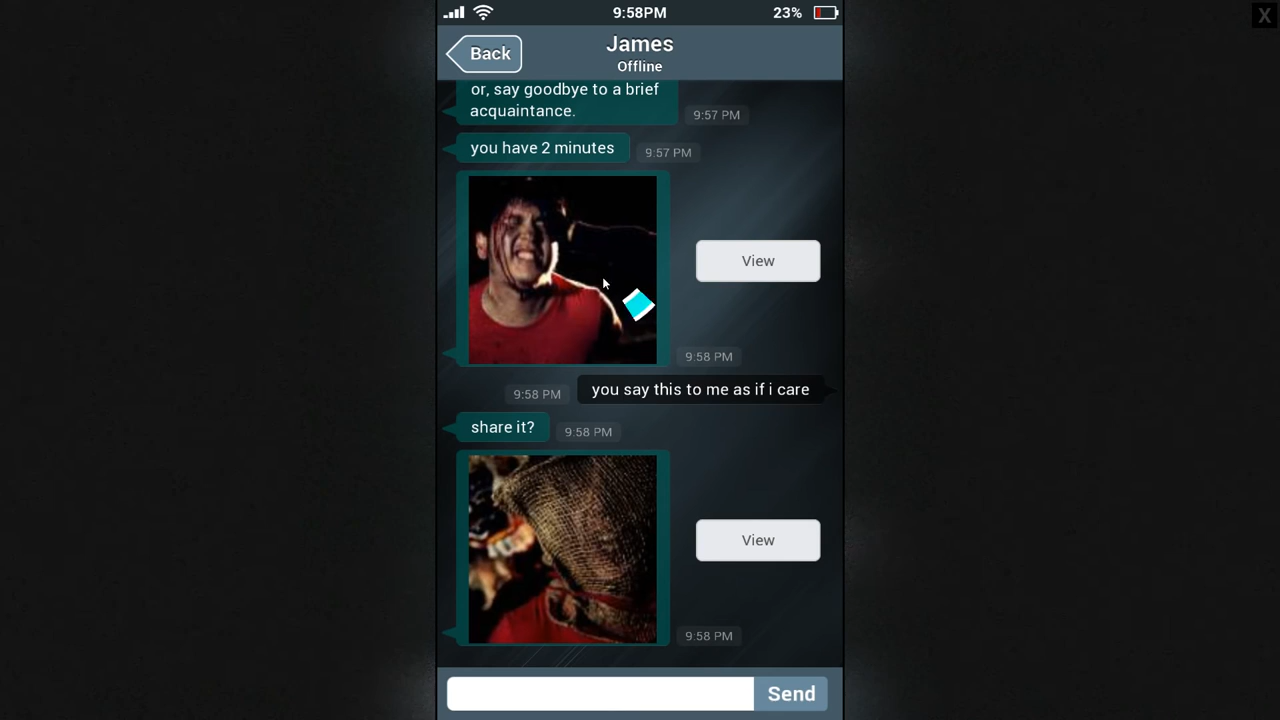 9:58PM
23%
X
Back
James
Offline
or, say goodbye to a brief
acquaintance.
9:57 PM
you have 2 minutes
9:57 PM
View
9:58 PM
9:58 PM
you say this to me as if i care
share it?
9:58 PM
View
9:58 PM
Send